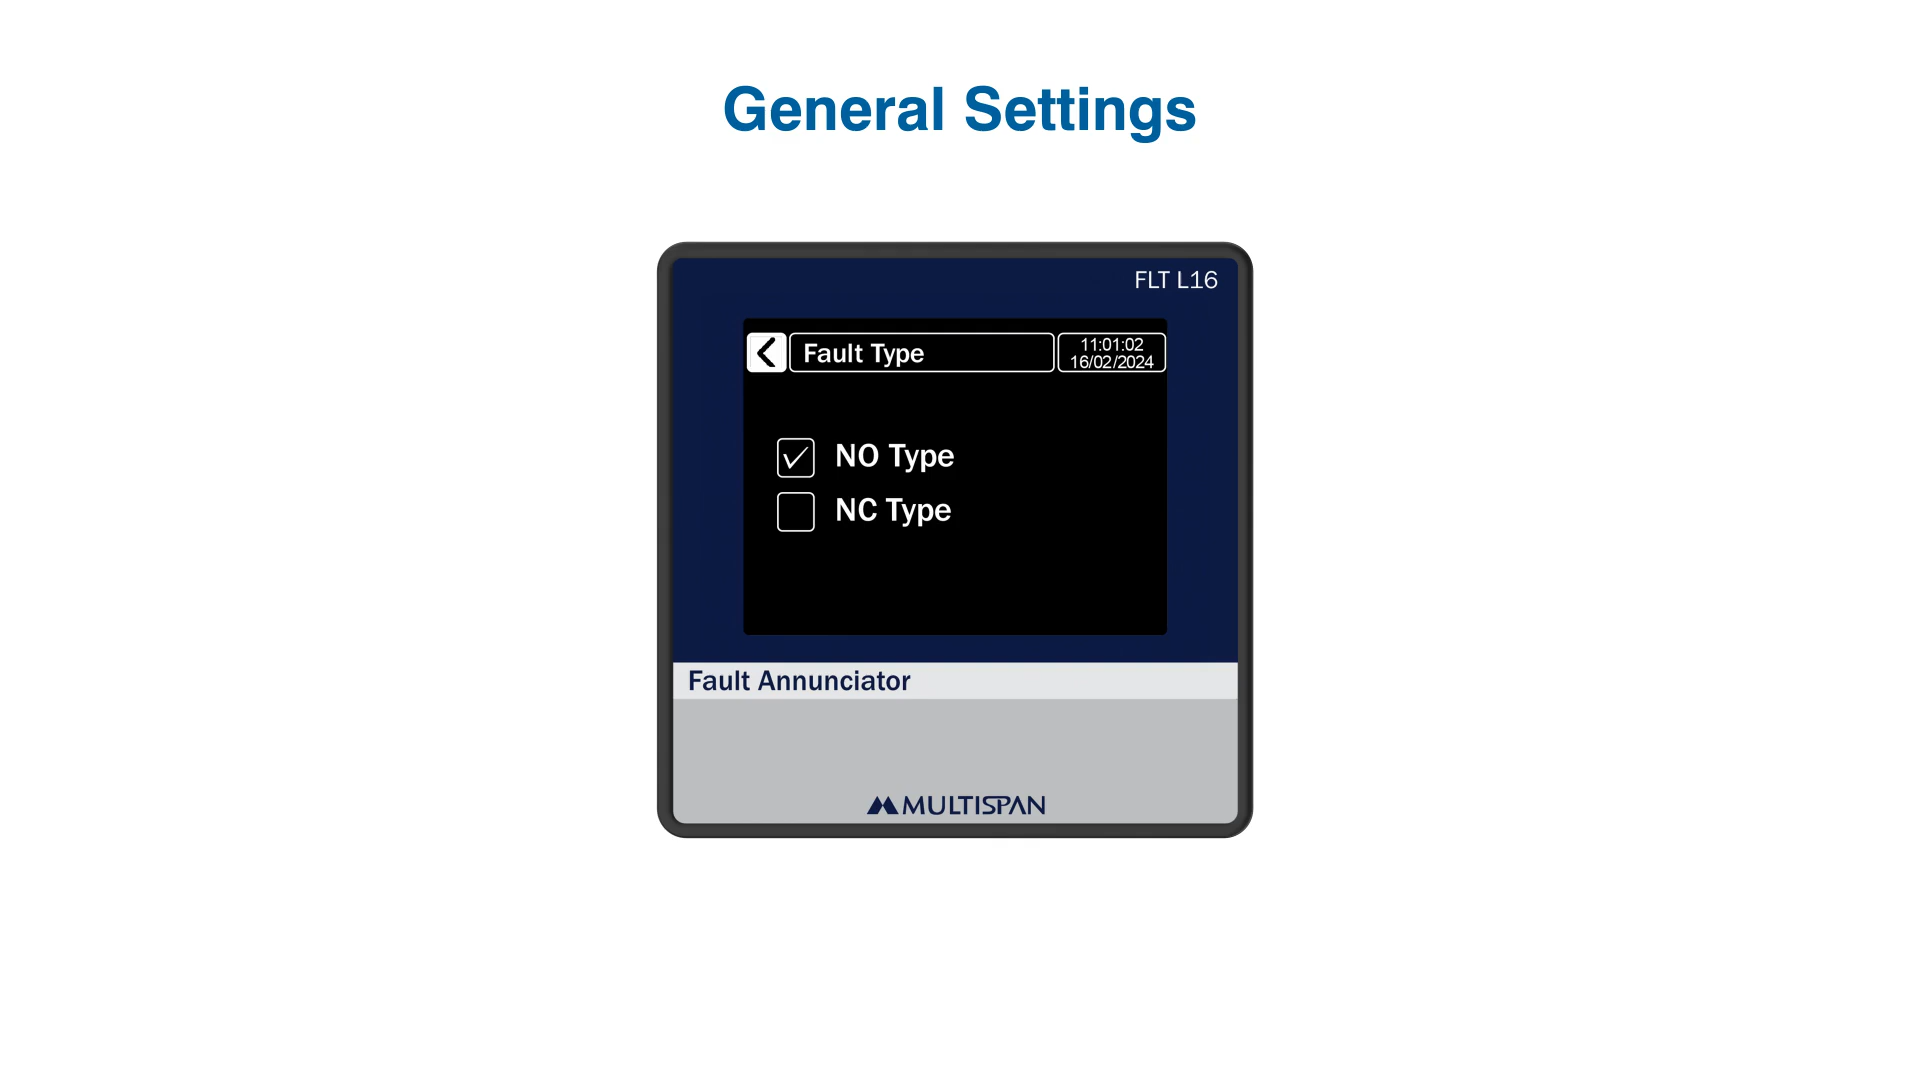 General Settings
FLT L16
Fault Type
11:01:02
16/02/2024
NO Type
NC Type
Fault Annunciator
MULTISPAN